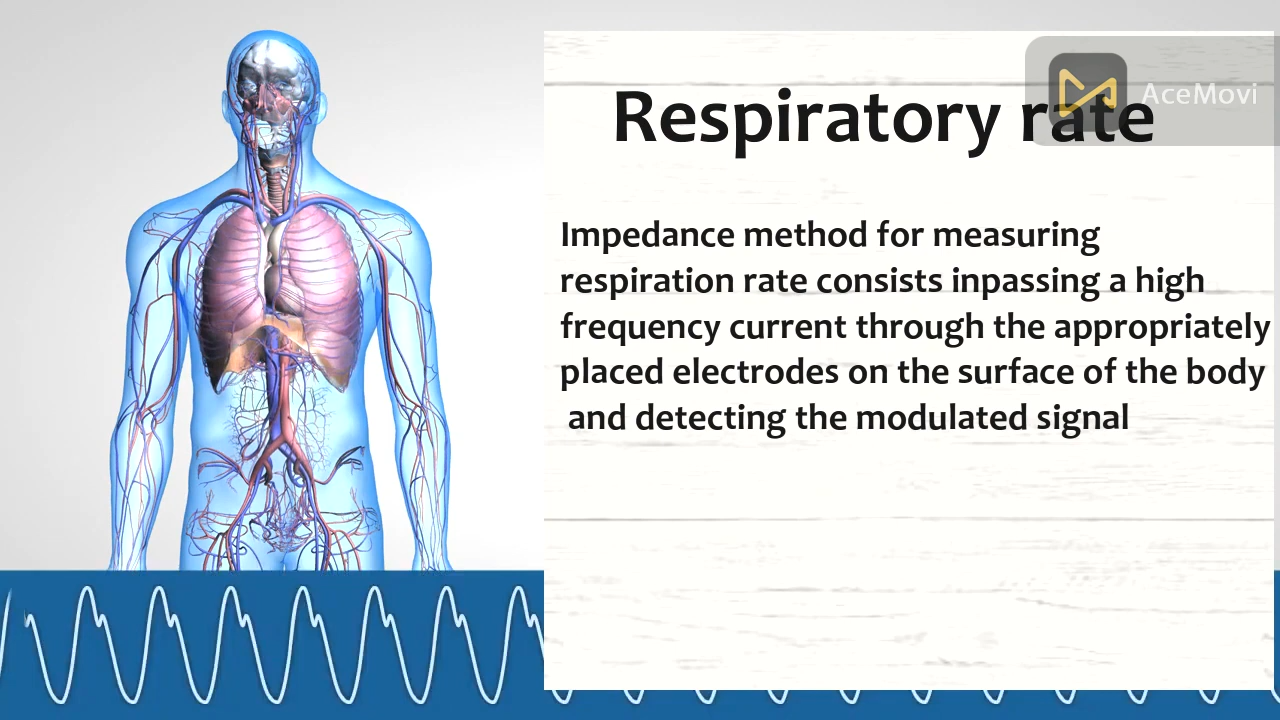 AceMovi
Respiratory rate
Impedance method for measuring
respiration rate consists inpassing a high
frequency current through the appropriately
placed electrodes on the surface of the body
and detecting the modulated signal